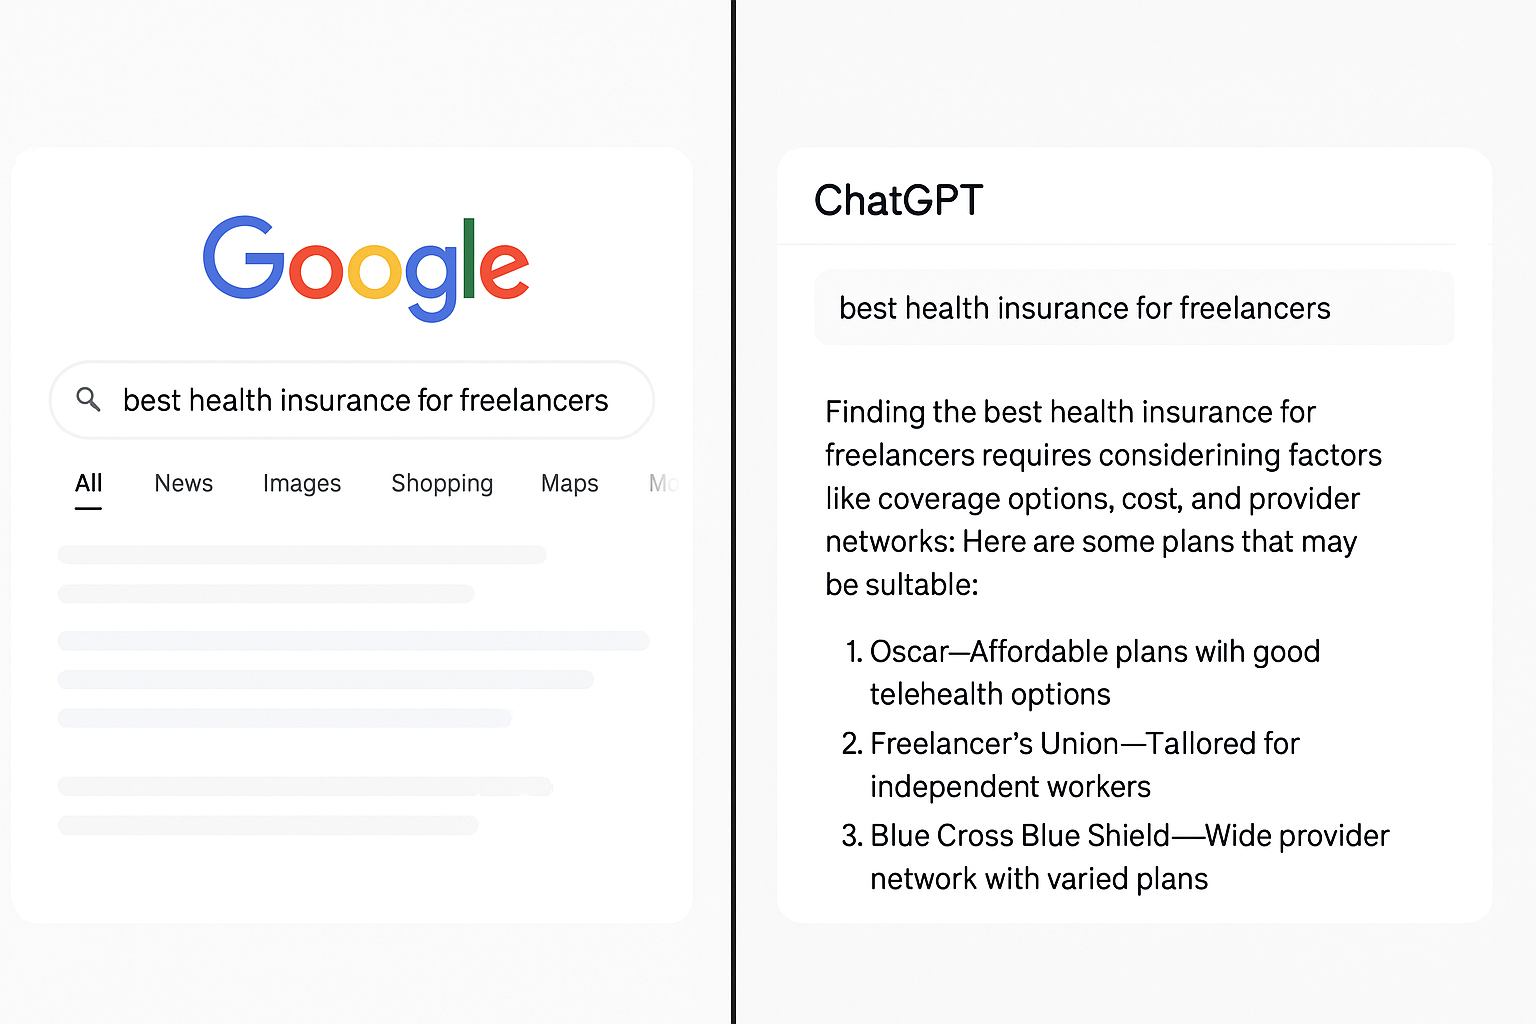 Google
best health insurance for freelancers
All News Images Shopping Maps Mo
ChatGPT
best health insurance for freelancers
Finding the best health insurance for
freelancers requires considerining factors
like coverage options, cost, and provider
networks: Here are some plans that may
be sultable:
1. Oscar—Affordable plans wilh good
telehealth options
2. Freelancer’s Union—Tallored for
independent workers
3. Blue Cross Blue Shield—Wide provider
network with varied plans